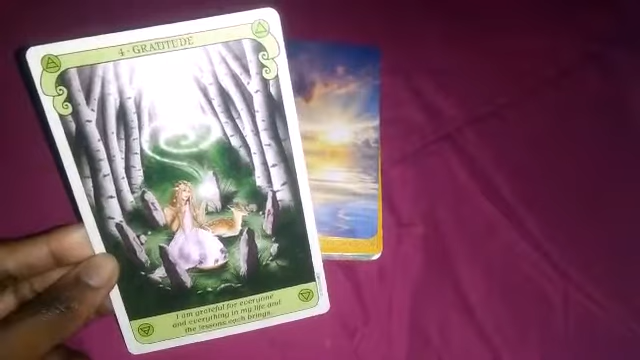 4 · GRATITUDE
I am grateful for everyone
and everything in my life and
the lessons each brings.